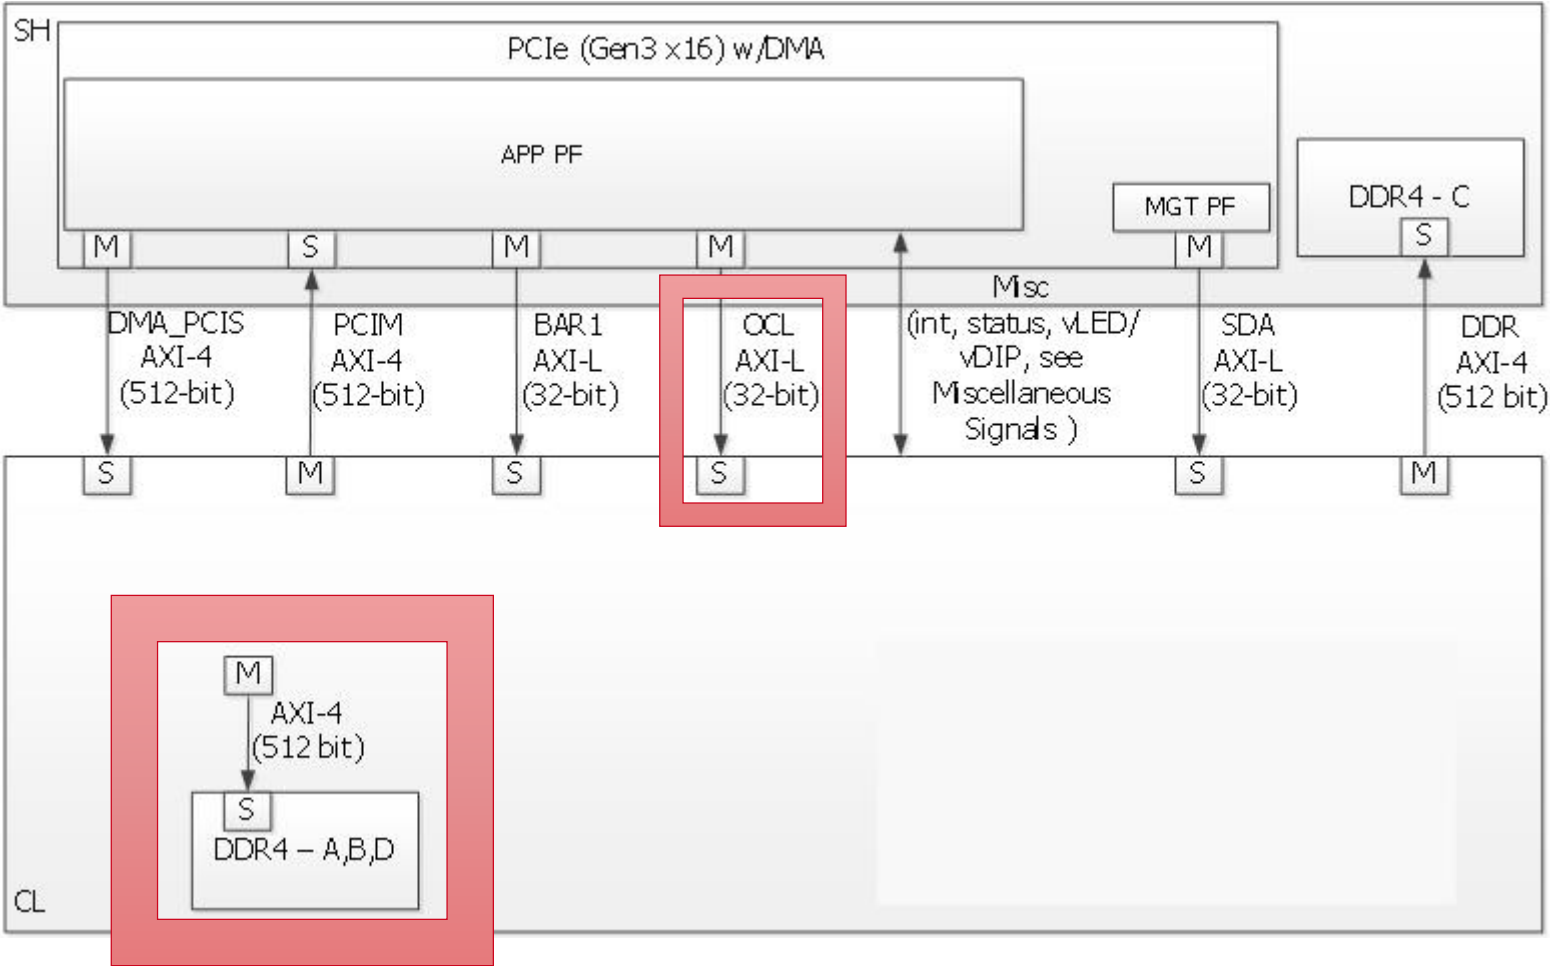 SH
PCIe (Gen3 x16) w/DMA
APP PF
MGT PF
DDR4 - C
M
S
M
M
M
S
Misc
(int, status, vLED/
vDIP, see
Miscellaneous
Signals )
DMA_PCIS
AXI-4
(512-bit)
PCIM
AXI-4
(512-bit)
BAR1
AXI-L
(32-bit)
OCL
AXI-L
(32-bit)
SDA
AXI-L
(32-bit)
DDR
AXI-4
(512 bit)
S
M
S
S
S
M
M
AXI-4
(512 bit)
S
DDR4 – A,B,D
CL